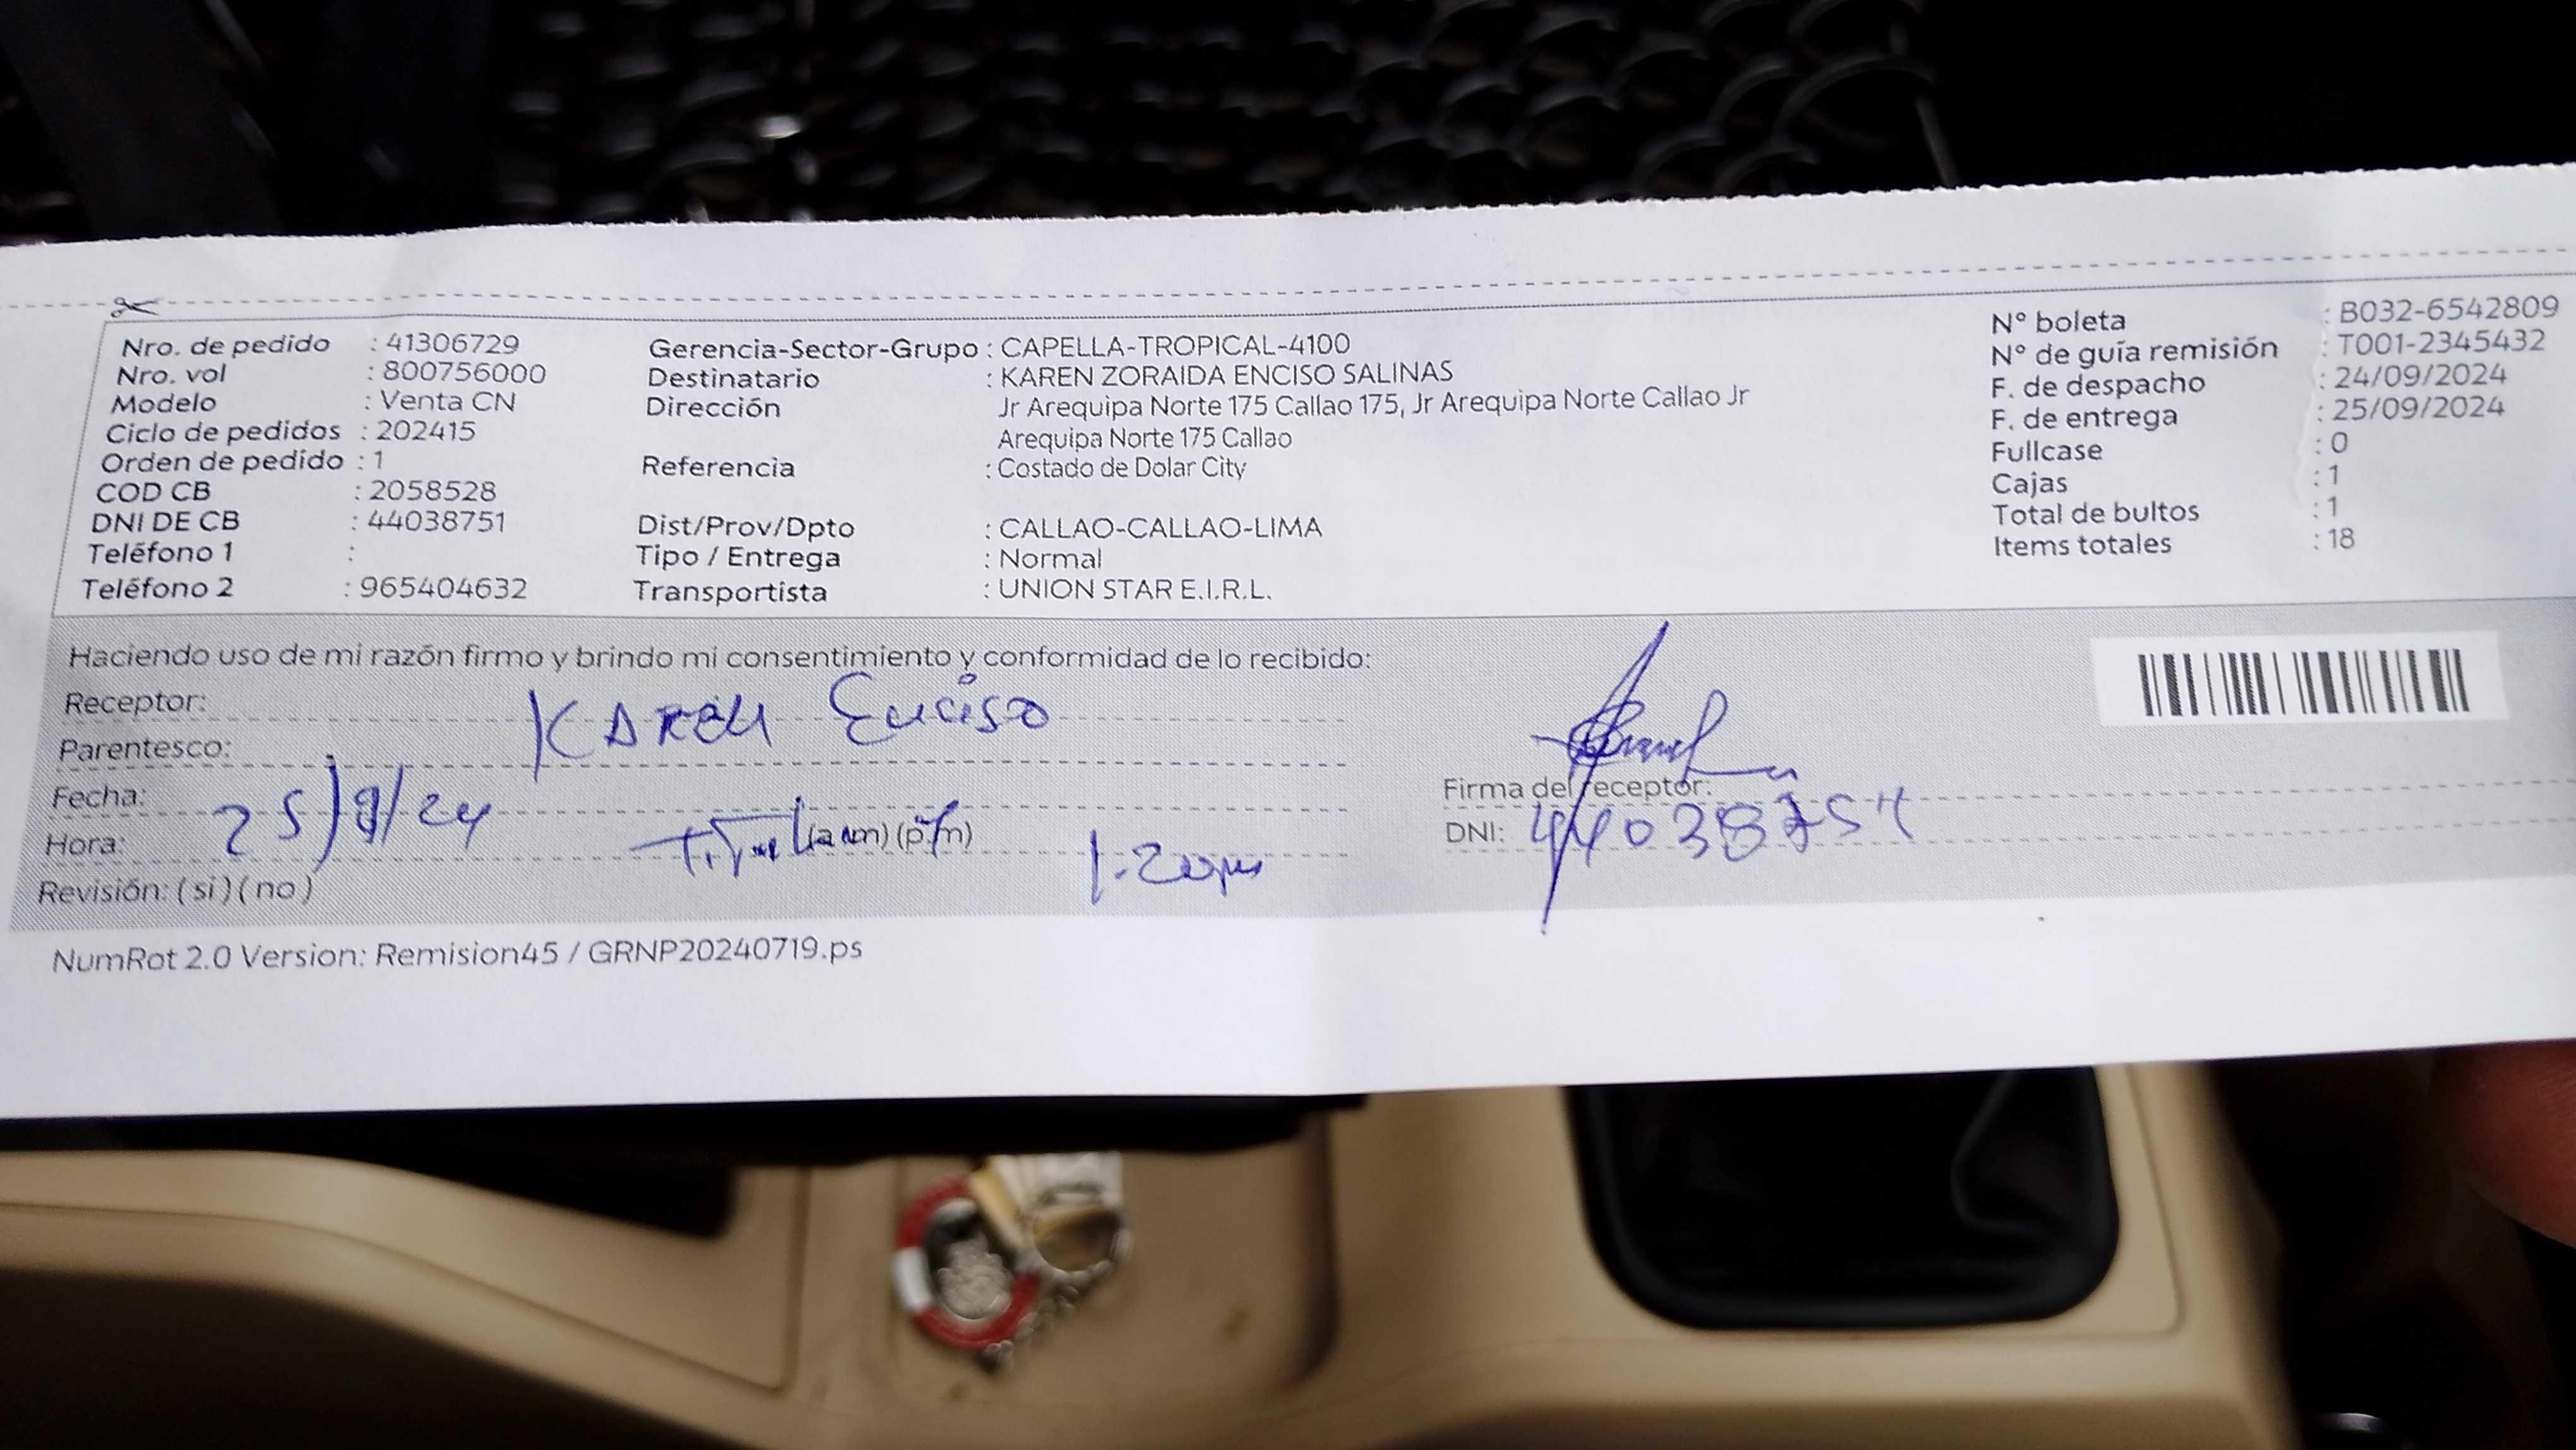 Nro. de pedido : 41306729
Nro. vol : 800756000
Modelo : Venta CN
Ciclo de pedidos : 202415
Orden de pedido : 1
COD CB : 2058528
DNI DE CB : 44038751
Teléfono 1 :
Teléfono 2 : 965404632
Gerencia-Sector-Grupo : CAPELLA-TROPICAL-4100
Destinatario : KAREN ZORAIDA ENCISO SALINAS
Dirección Jr Arequipa Norte 175 Callao 175, Jr Arequipa Norte Callao Jr
Arequipa Norte 175 Callao
Referencia : Costado de Dolar City
Dist/Prov/Dpto : CALLAO-CALLAO-LIMA
Tipo / Entrega : Normal
Transportista : UNION STAR E.I.R.L.
N° boleta : B032-6542809
N° de guía remisión : T001-2345432
F. de despacho : 24/09/2024
F. de entrega : 25/09/2024
Fullcase : 0
Cajas : 1
Total de bultos : 1
Items totales : 18
Haciendo uso de mi razón firmo y brindo mi consentimiento y conformidad de lo recibido:
Receptor: KAREN Enciso
Parentesco:
Fecha: 25/9/24
Hora: (am) (pm) 1.20pm
Revisión: (si) (no)
Firma del receptor:
DNI:
NumRot 2.0 Version: Remision45 / GRNP20240719.ps